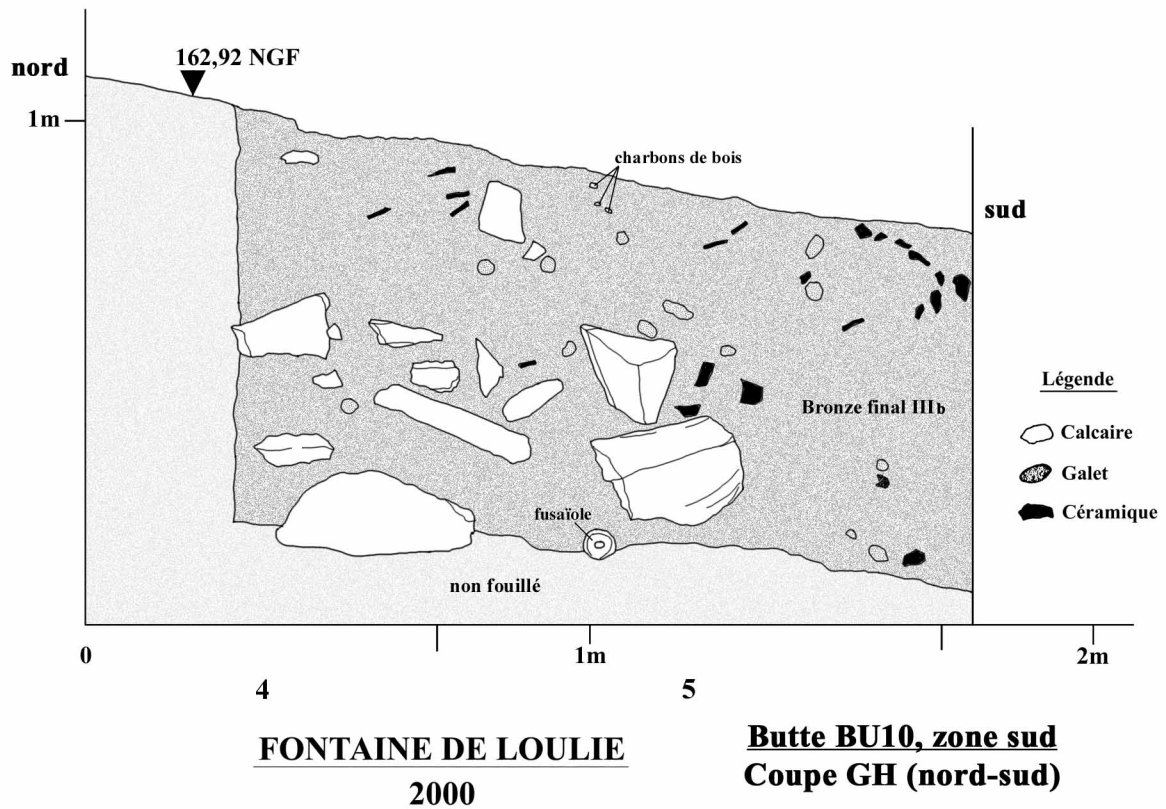 162,92 NGF
nord
1m
charbons de bois
sud
Légende
Bronze final IIIb
Calcaire
Galet
Céramique
fusaïole
non fouillé
0
1m
2m
4
5
FONTAINE DE LOULIE
2000
Butte BU10, zone sud
Coupe GH (nord-sud)